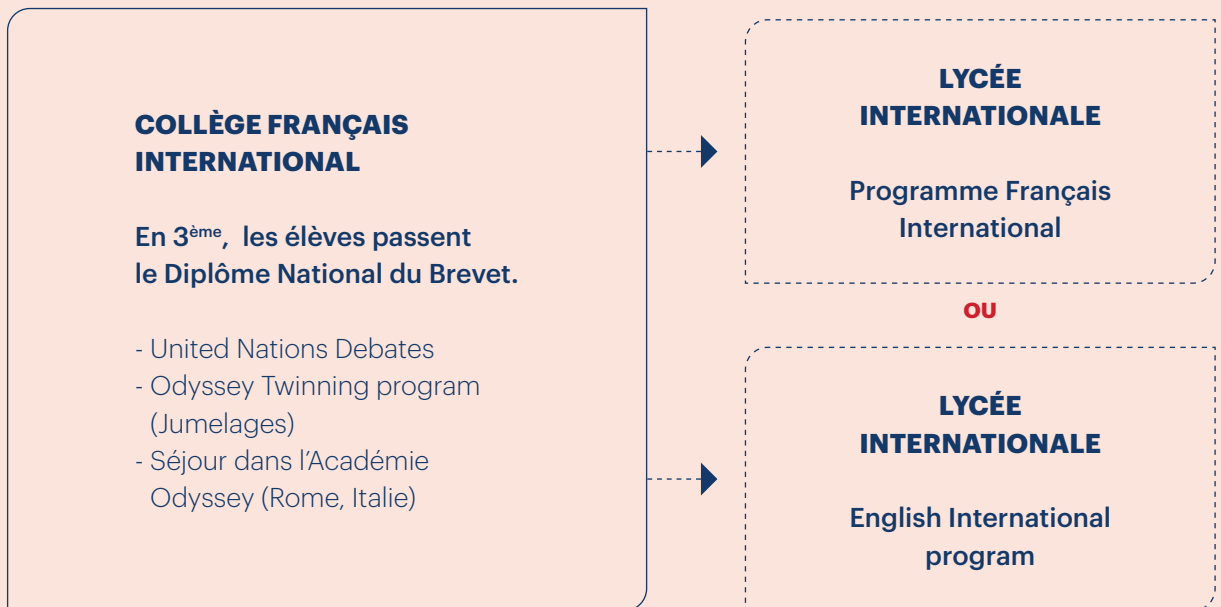 COLLÈGE FRANÇAIS
INTERNATIONAL
En 3ème, les élèves passent
le Diplôme National du Brevet.
- United Nations Debates
- Odyssey Twinning program
(Jumelages)
- Séjour dans l'Académie
Odyssey (Rome, Italie)
LYCÉE
INTERNATIONALE
Programme Français
International
OU
LYCÉE
INTERNATIONALE
English International
program